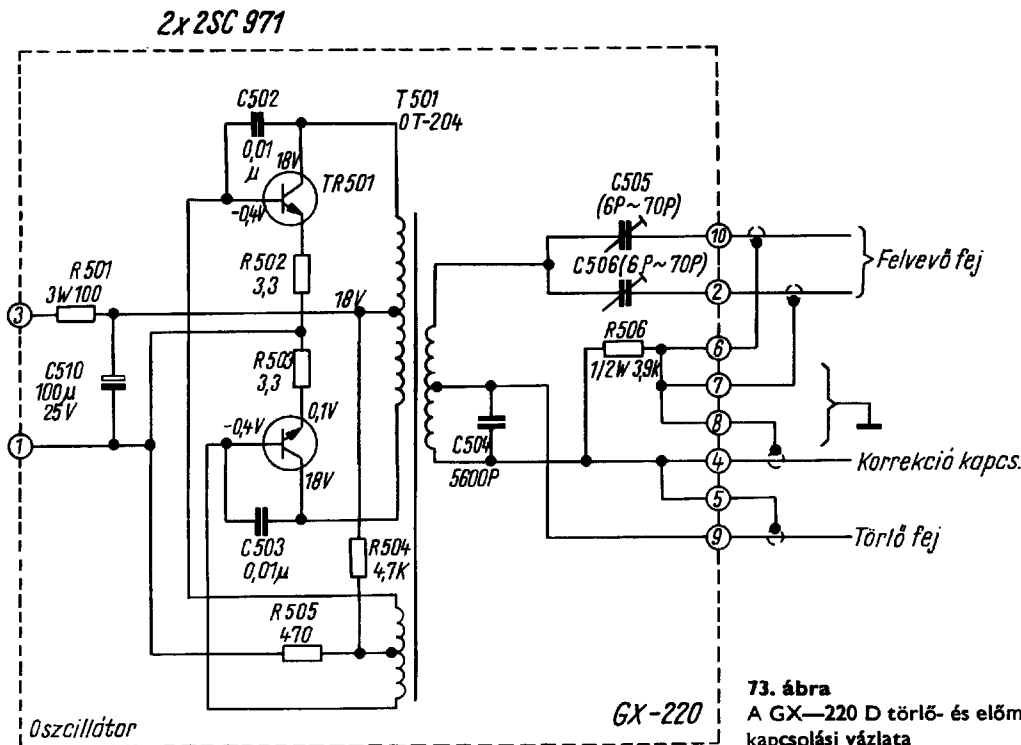 2x 2SC 971
C502
0,01
μ
18V
TR501
-0,4V
T501
OT-204
R501
3W 100
3
R502
3,3
18V
C510
100μ
25V
R503
3,3
0,1V
-0,4V
18V
1
C503
0,01μ
R504
4,7K
R505
470
C504
5600P
C505
(6P~70P)
C506(6P~70P)
R506
1/2W 3,9K
10
2
6
7
8
4
5
9
Felvevő fej
Korrekció kapcs.
Törlő fej
Oszcillátor
GX-220
73. ábra
A GX—220 D törlő- és előm
kapcsolási vázlata